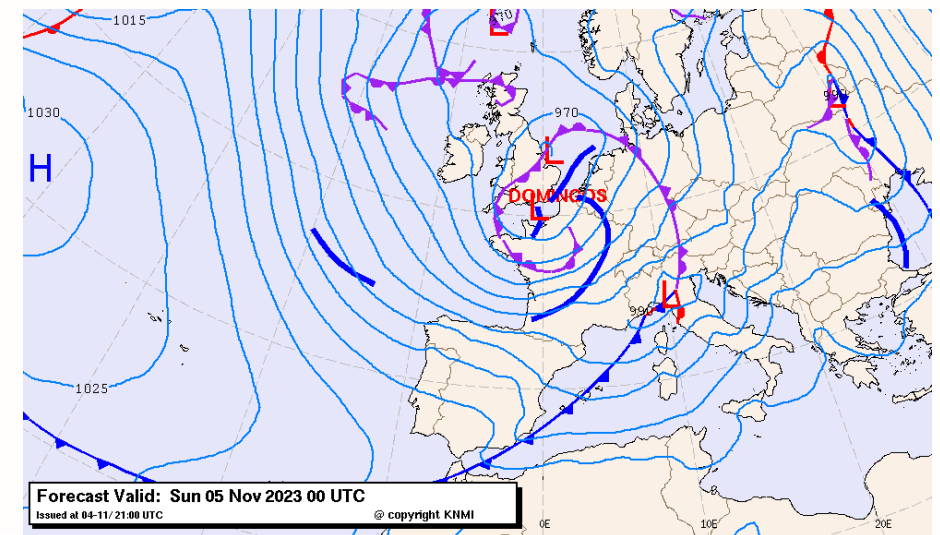 1015
970
1030
990
970
H
L
L
DOMINGOS
L
L
L
990
1025
Forecast Valid: Sun 05 Nov 2023 00 UTC
Issued at 04-11/ 21:00 UTC @ copyright KNMI
0E 10E 20E